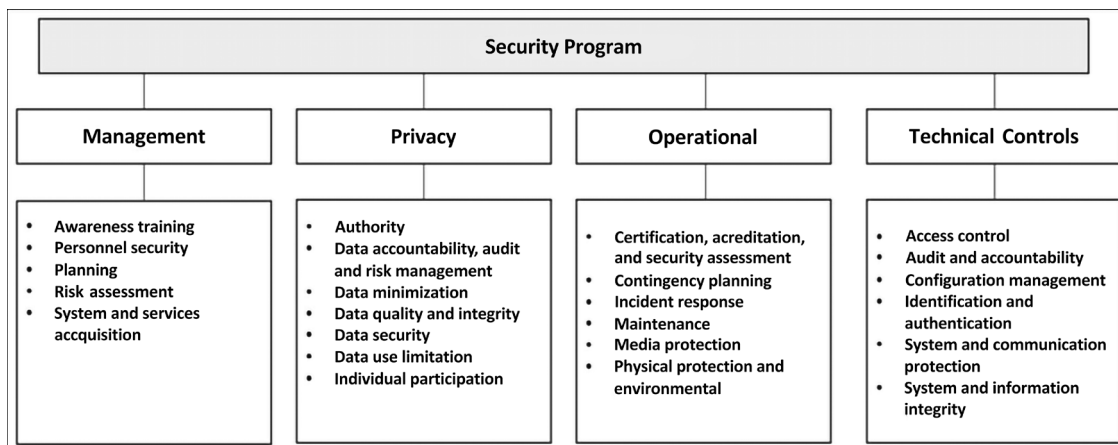 Security Program
Management
Privacy
Operational
Technical Controls
• Awareness training
• Personnel security
• Planning
• Risk assessment
• System and services
accquisition
• Authority
• Data accountability, audit
and risk management
• Data minimization
• Data quality and integrity
• Data security
• Data use limitation
• Individual participation
• Certification, acreditation,
and security assessment
• Contingency planning
• Incident response
• Maintenance
• Media protection
• Physical protection and
environmental
• Access control
• Audit and accountability
• Configuration management
• Identification and
authentication
• System and communication
protection
• System and information
integrity